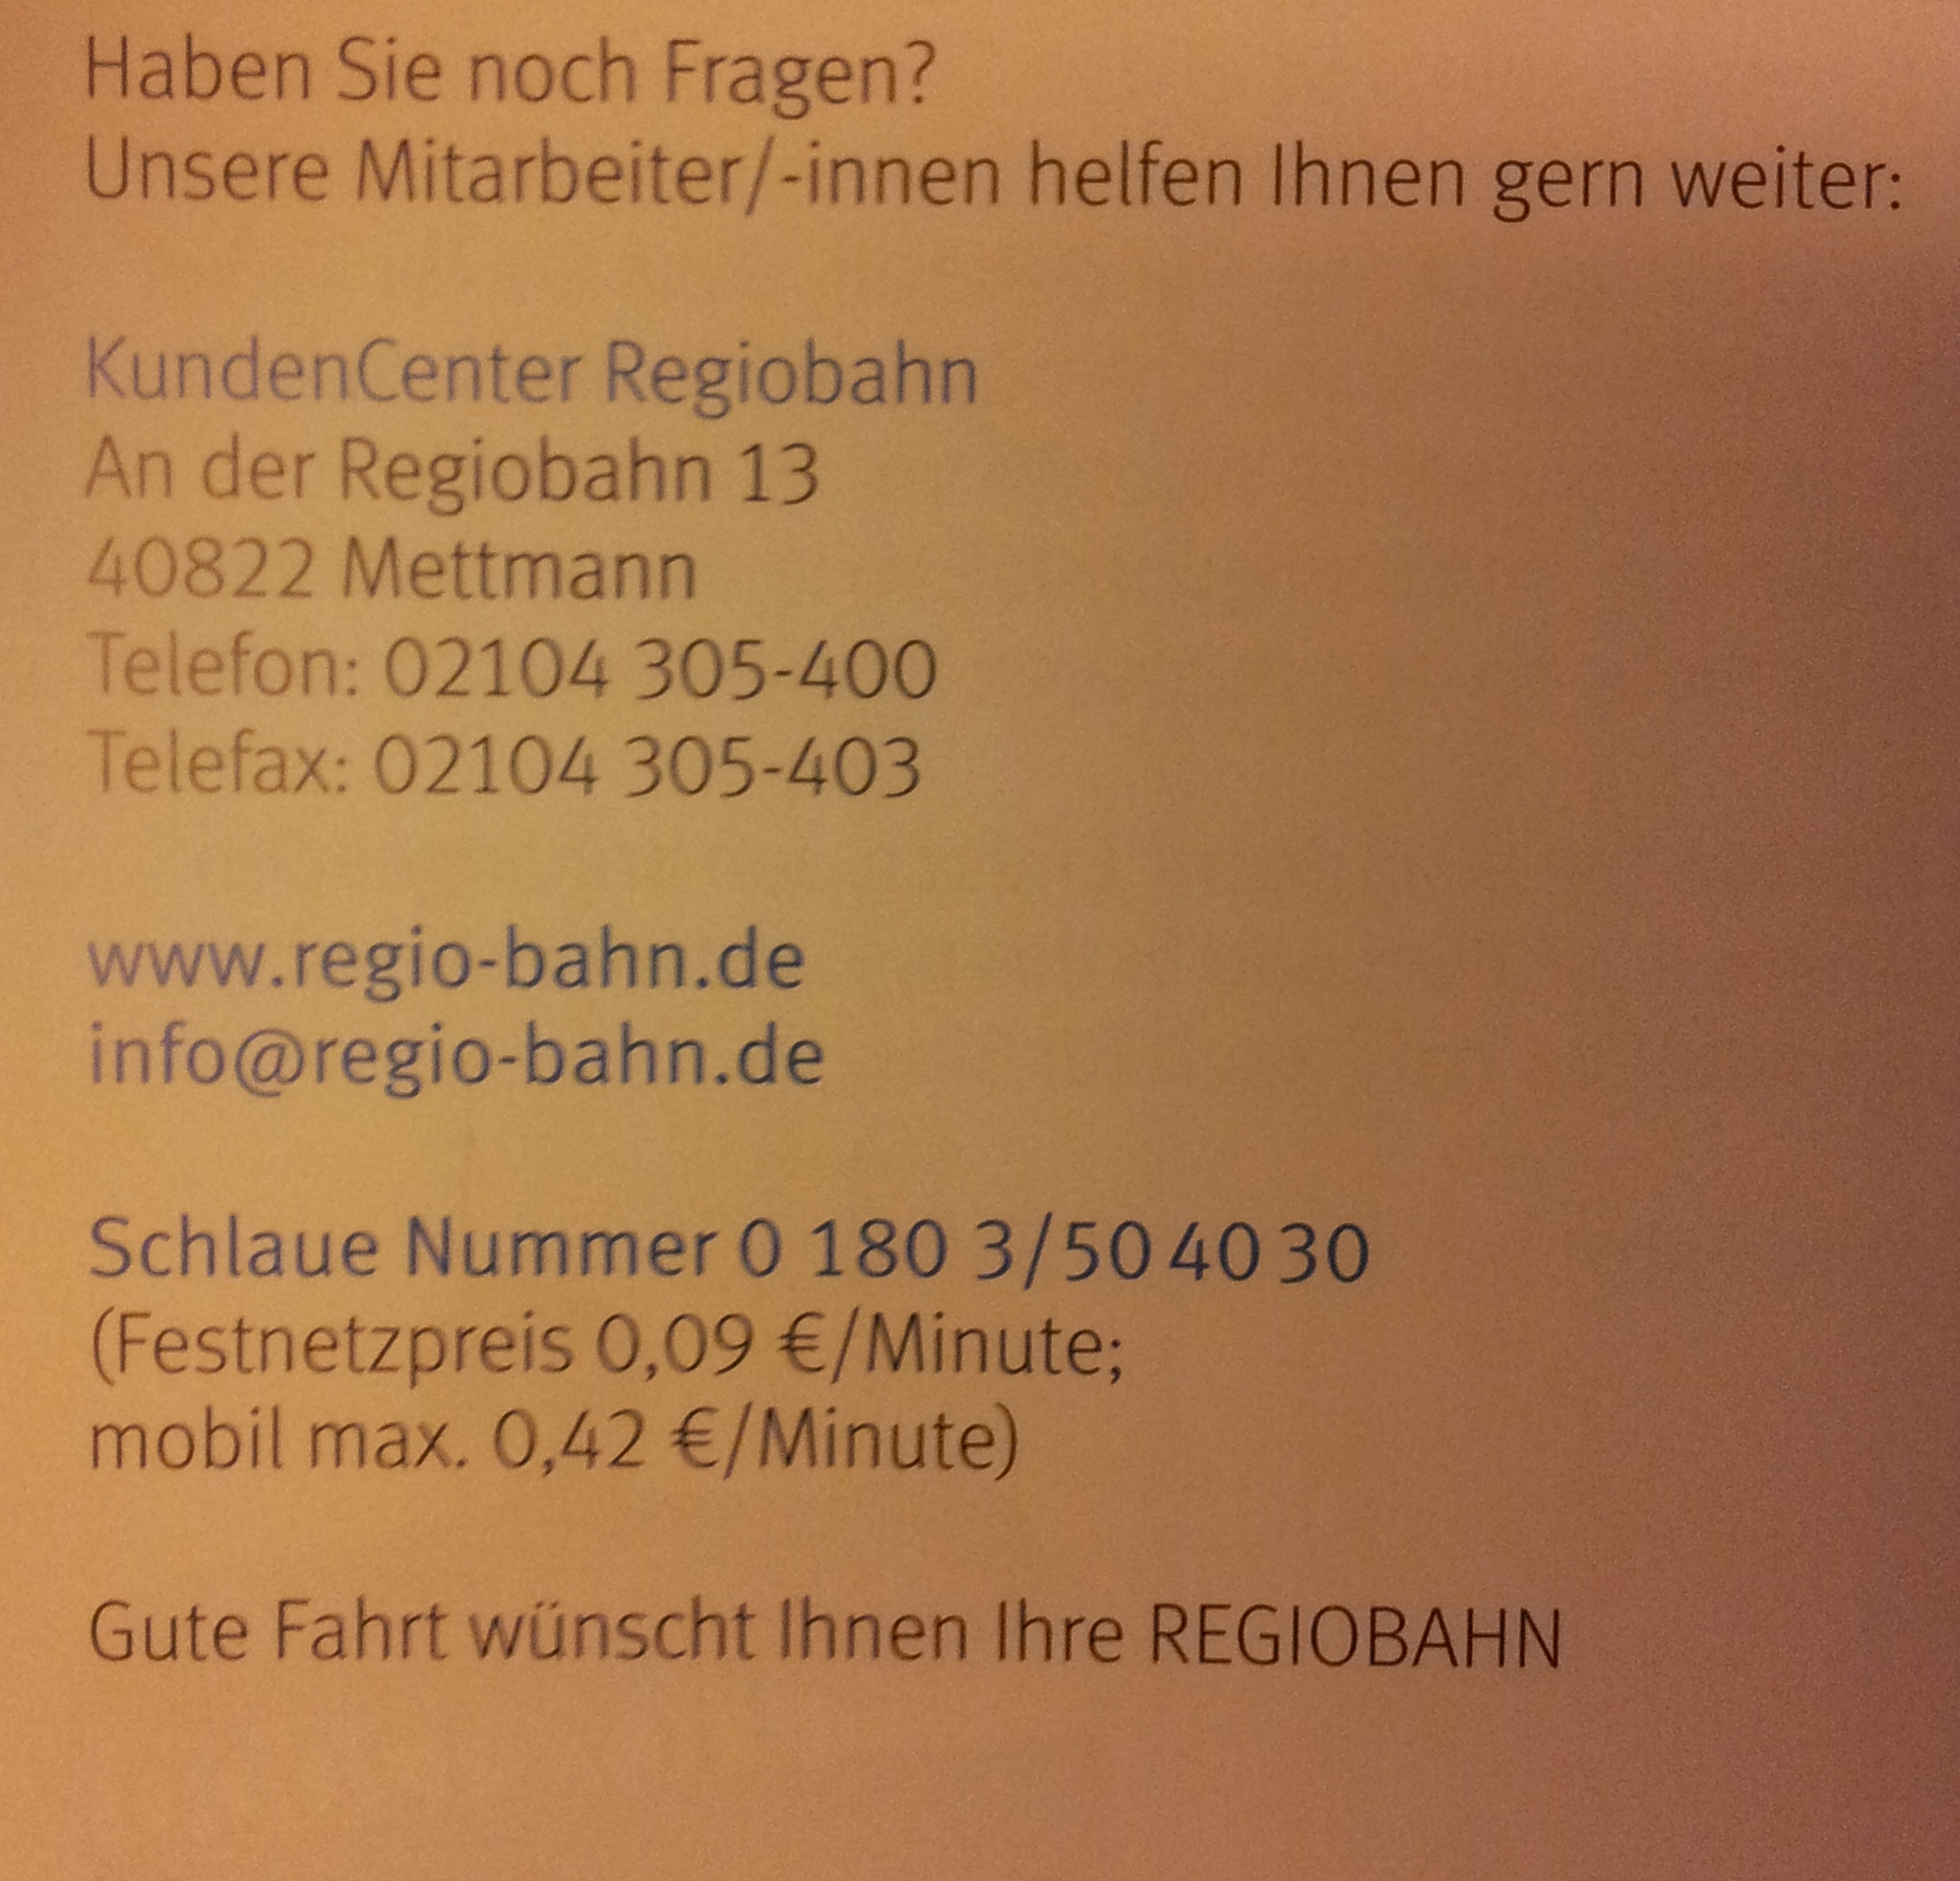 Haben Sie noch Fragen?
Unsere Mitarbeiter/-innen helfen Ihnen gern weiter:
KundenCenter Regiobahn
An der Regiobahn 13
40822 Mettmann
Telefon: 02104 305-400
Telefax: 02104 305-403
www.regio-bahn.de
info@regio-bahn.de
Schlaue Nummer 0 180 3/50 40 30
(Festnetzpreis 0,09 €/Minute;
mobil max. 0,42 €/Minute)
Gute Fahrt wünscht Ihnen Ihre REGIOBAHN